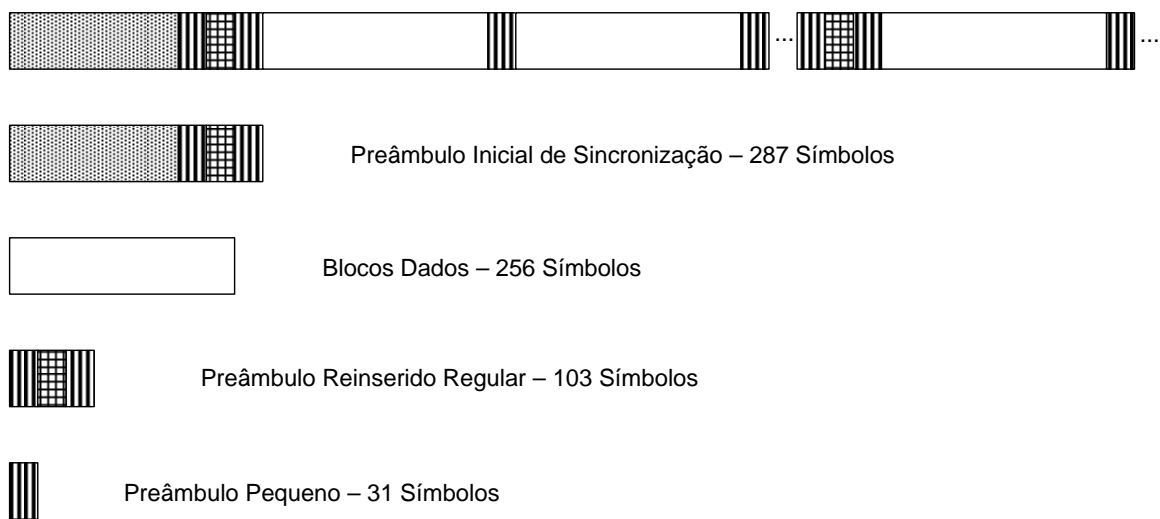 ... ...
Preâmbulo Inicial de Sincronização – 287 Símbolos
Blocos Dados – 256 Símbolos
Preâmbulo Reinserido Regular – 103 Símbolos
Preâmbulo Pequeno – 31 Símbolos